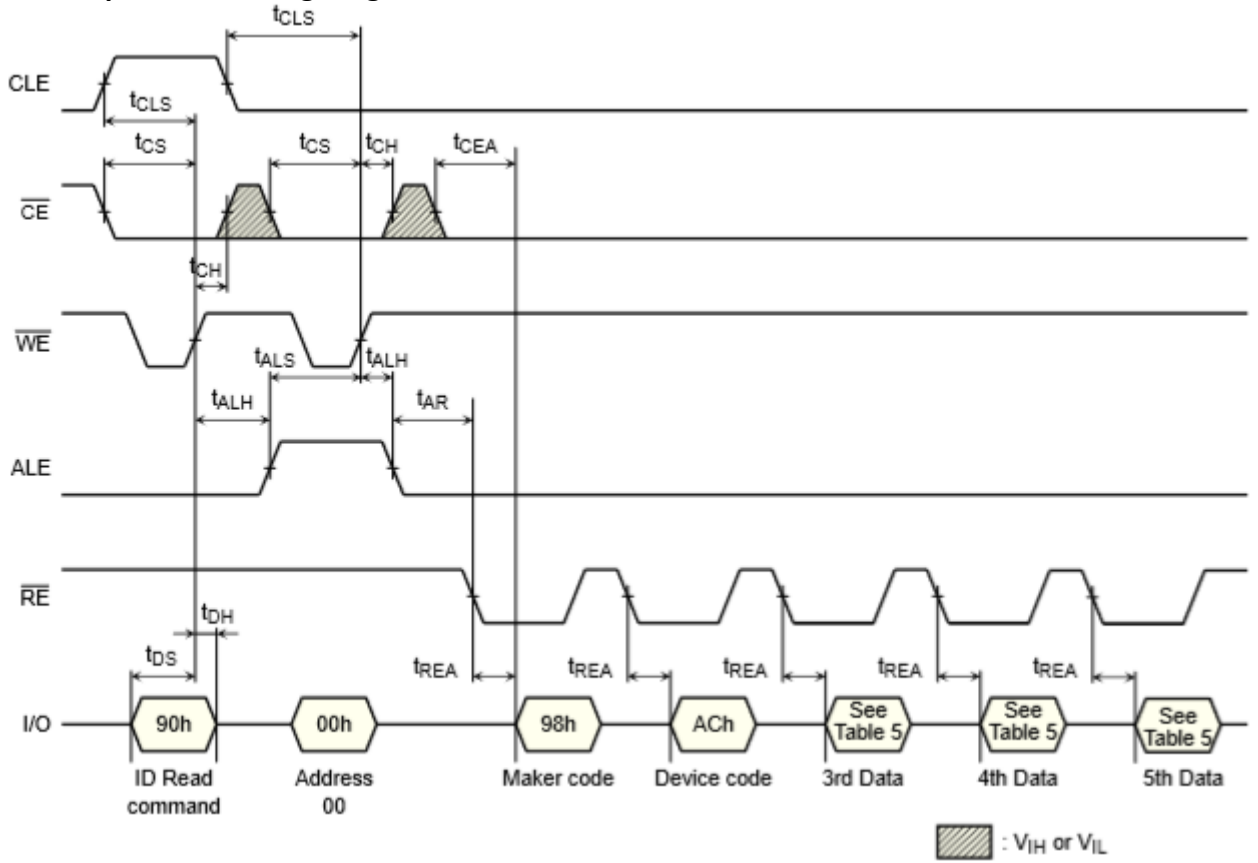 tCLS
CLE
tCLS
tCS tCS tCH tCEA
CE
tCH
WE
tALS tALH
tALH tAR
ALE
RE
tDH
tDS tREA tREA tREA tREA tREA
I/O 90h 00h 98h ACh See Table 5 See Table 5 See Table 5
ID Read command Address 00 Maker code Device code 3rd Data 4th Data 5th Data
: VIH or VIL